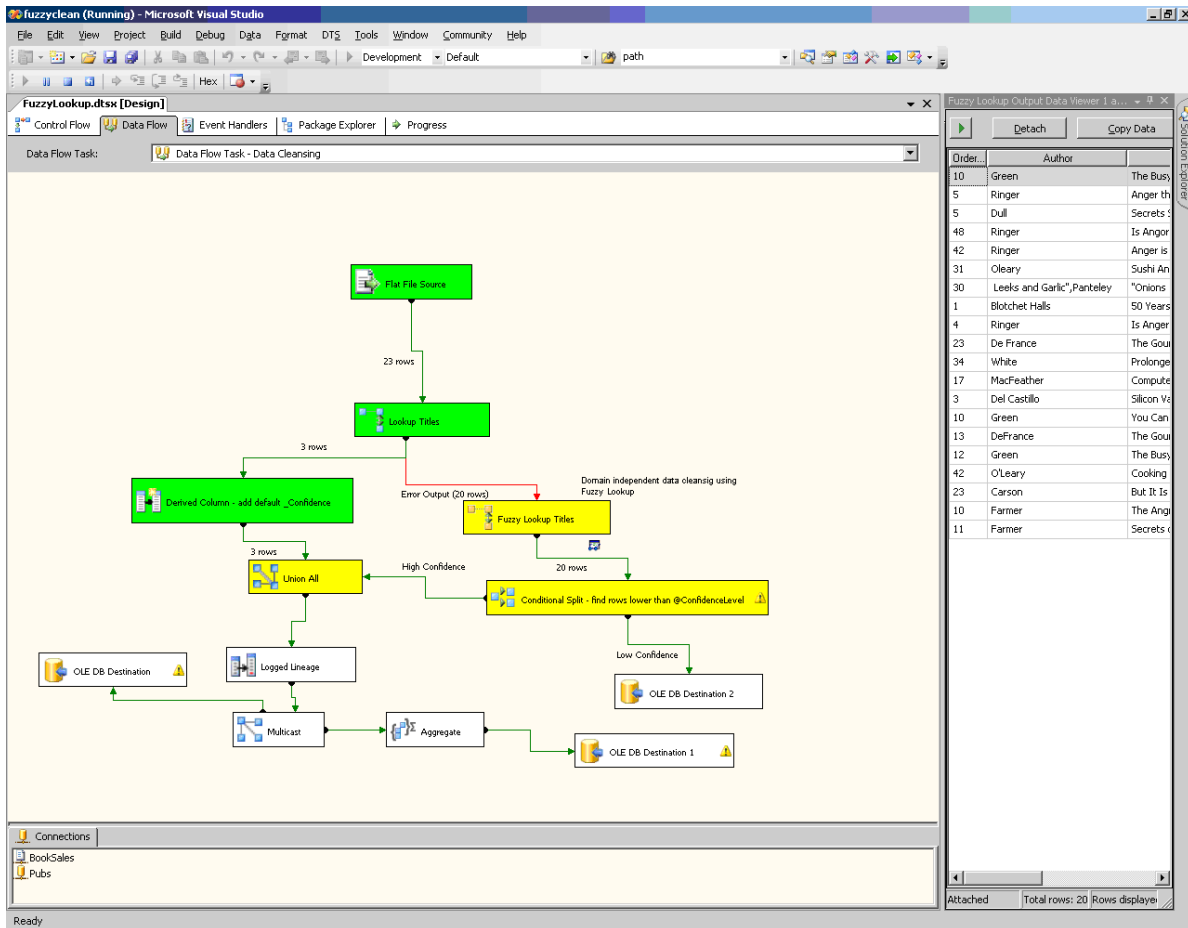 fuzzyclean (Running) - Microsoft Visual Studio
File Edit View Project Build Debug Data Format DTS Tools Window Community Help
Development Default path
Hex
FuzzyLookup.dtsx [Design]
Control Flow Data Flow Event Handlers Package Explorer Progress
Data Flow Task: Data Flow Task - Data Cleansing
Flat File Source
23 rows
Lookup Titles
3 rows
Error Output (20 rows)
Domain independent data cleansig using
Fuzzy Lookup
Derived Column - add default _Confidence
Fuzzy Lookup Titles
3 rows
20 rows
High Confidence
Union All
Conditional Split - find rows lower than @ConfidenceLevel
Low Confidence
OLE DB Destination
Logged Lineage
OLE DB Destination 2
Multicast
Aggregate
OLE DB Destination 1
Connections
BookSales
Pubs
Ready
Fuzzy Lookup Output Data Viewer 1 a...
Detach Copy Data
Order... Author
10 Green The Busy
5 Ringer Anger th
5 Dull Secrets S
48 Ringer Is Angor
42 Ringer Anger is
31 Oleary Sushi An
30 Leeks and Garlic",Panteley "Onions
1 Blotchet Halls 50 Years
4 Ringer Is Anger
23 De France The Gour
34 White Prolonge
17 MacFeather Compute
3 Del Castillo Silicon Va
10 Green You Can
13 DeFrance The Gour
12 Green The Busy
42 O'Leary Cooking
23 Carson But It Is
10 Farmer The Angr
11 Farmer Secrets o
Attached Total rows: 20 Rows displaye
Solution Explorer